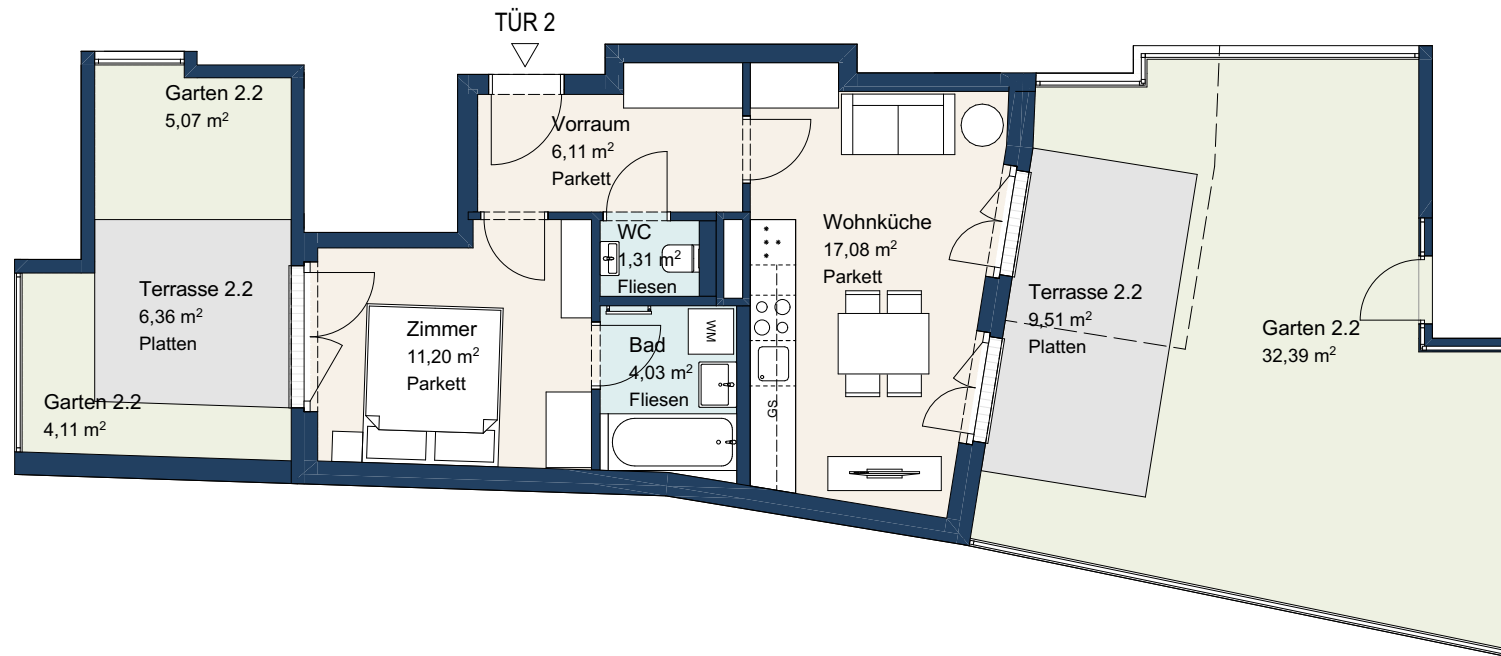 TÜR 2
Garten 2.2
5,07 m²
Vorraum
6,11 m²
Parkett
WC
1,31 m²
Fliesen
Wohnküche
17,08 m²
Parkett
Terrasse 2.2
6,36 m²
Platten
Zimmer
11,20 m²
Parkett
Bad
4,03 m²
Fliesen
WM
GS
Terrasse 2.2
9,51 m²
Platten
Garten 2.2
32,39 m²
Garten 2.2
4,11 m²